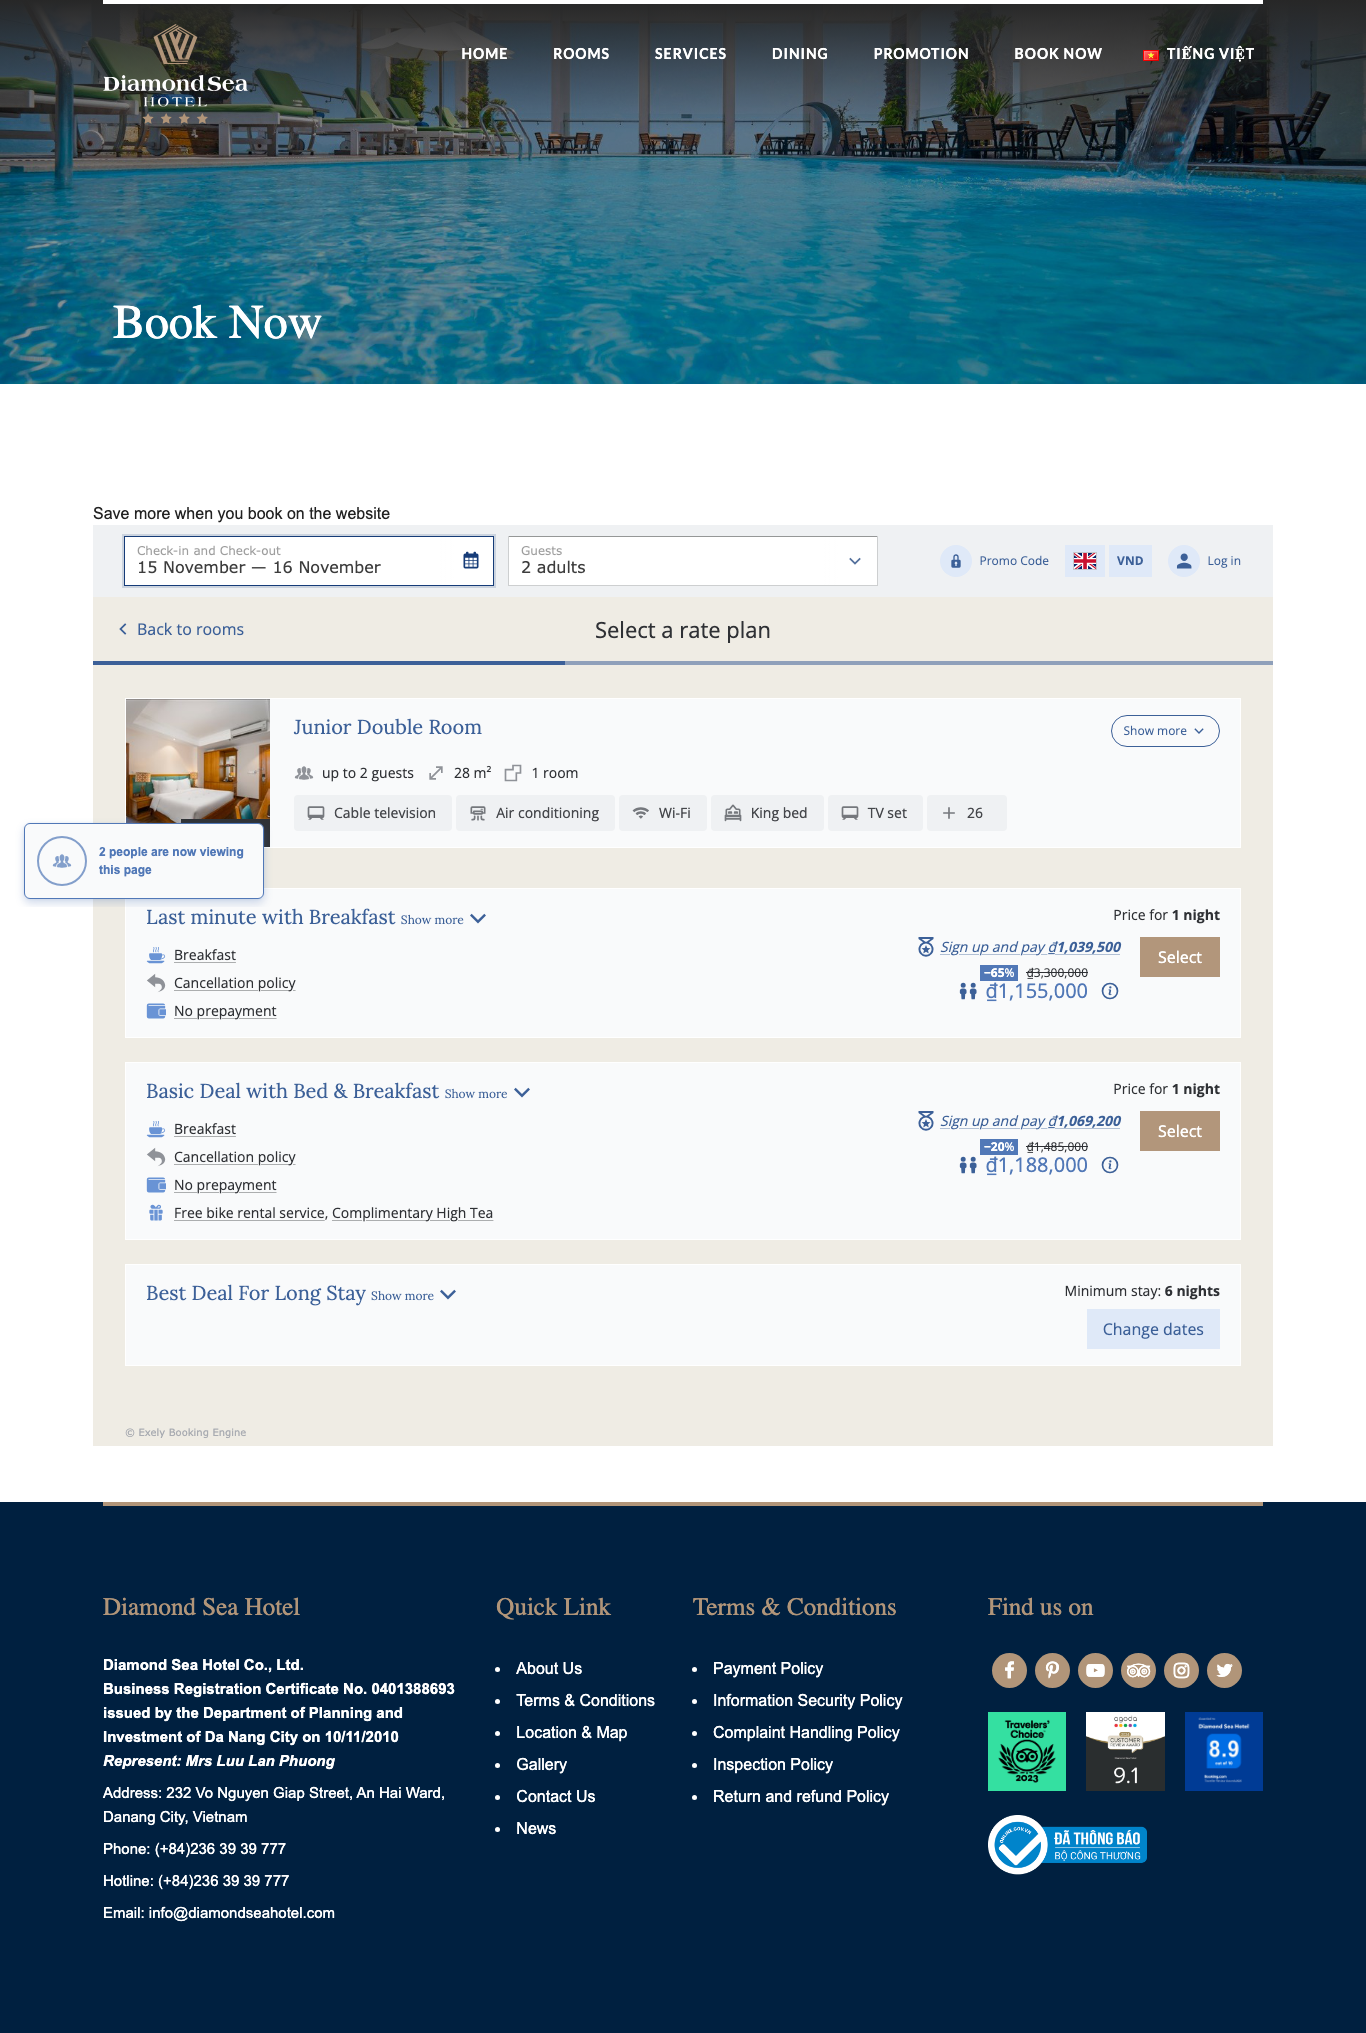 Diamond Sea
HOTEL
HOME
ROOMS
SERVICES
DINING
PROMOTION
BOOK NOW
TIẾNG VIỆT
Book Now
Save more when you book on the website
Check-in and Check-out
15 November — 16 November
Guests
2 adults
Promo Code
VND
Log in
Back to rooms
Select a rate plan
Junior Double Room
Show more
up to 2 guests
28 m²
1 room
Cable television
Air conditioning
Wi-Fi
King bed
TV set
26
2 people are now viewing
this page
Last minute with Breakfast Show more
Price for 1 night
Breakfast
Cancellation policy
No prepayment
Sign up and pay ₫1,039,500
−65% ₫3,300,000
₫1,155,000
Select
Basic Deal with Bed & Breakfast Show more
Price for 1 night
Breakfast
Cancellation policy
No prepayment
Free bike rental service, Complimentary High Tea
Sign up and pay ₫1,069,200
−20% ₫1,485,000
₫1,188,000
Select
Best Deal For Long Stay Show more
Minimum stay: 6 nights
Change dates
© Exely Booking Engine
Diamond Sea Hotel
Diamond Sea Hotel Co., Ltd.
Business Registration Certificate No. 0401388693
issued by the Department of Planning and
Investment of Da Nang City on 10/11/2010
Represent: Mrs Luu Lan Phuong
Address: 232 Vo Nguyen Giap Street, An Hai Ward,
Danang City, Vietnam
Phone: (+84)236 39 39 777
Hotline: (+84)236 39 39 777
Email: info@diamondseahotel.com
Quick Link
About Us
Terms & Conditions
Location & Map
Gallery
Contact Us
News
Terms & Conditions
Payment Policy
Information Security Policy
Complaint Handling Policy
Inspection Policy
Return and refund Policy
Find us on
Travelers'
Choice
2023
agoda
CUSTOMER
REVIEW AWARD
9.1
Diamond Sea Hotel
8.9
out of 10
Booking.com
ONLINE.GOV.VN
ĐÃ THÔNG BÁO
BỘ CÔNG THƯƠNG